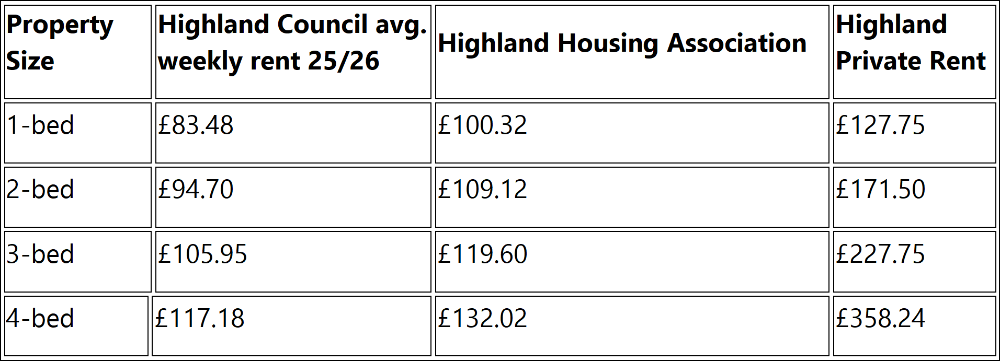 Property Size
Highland Council avg. weekly rent 25/26
Highland Housing Association
Highland Private Rent
1-bed £83.48 £100.32 £127.75
2-bed £94.70 £109.12 £171.50
3-bed £105.95 £119.60 £227.75
4-bed £117.18 £132.02 £358.24